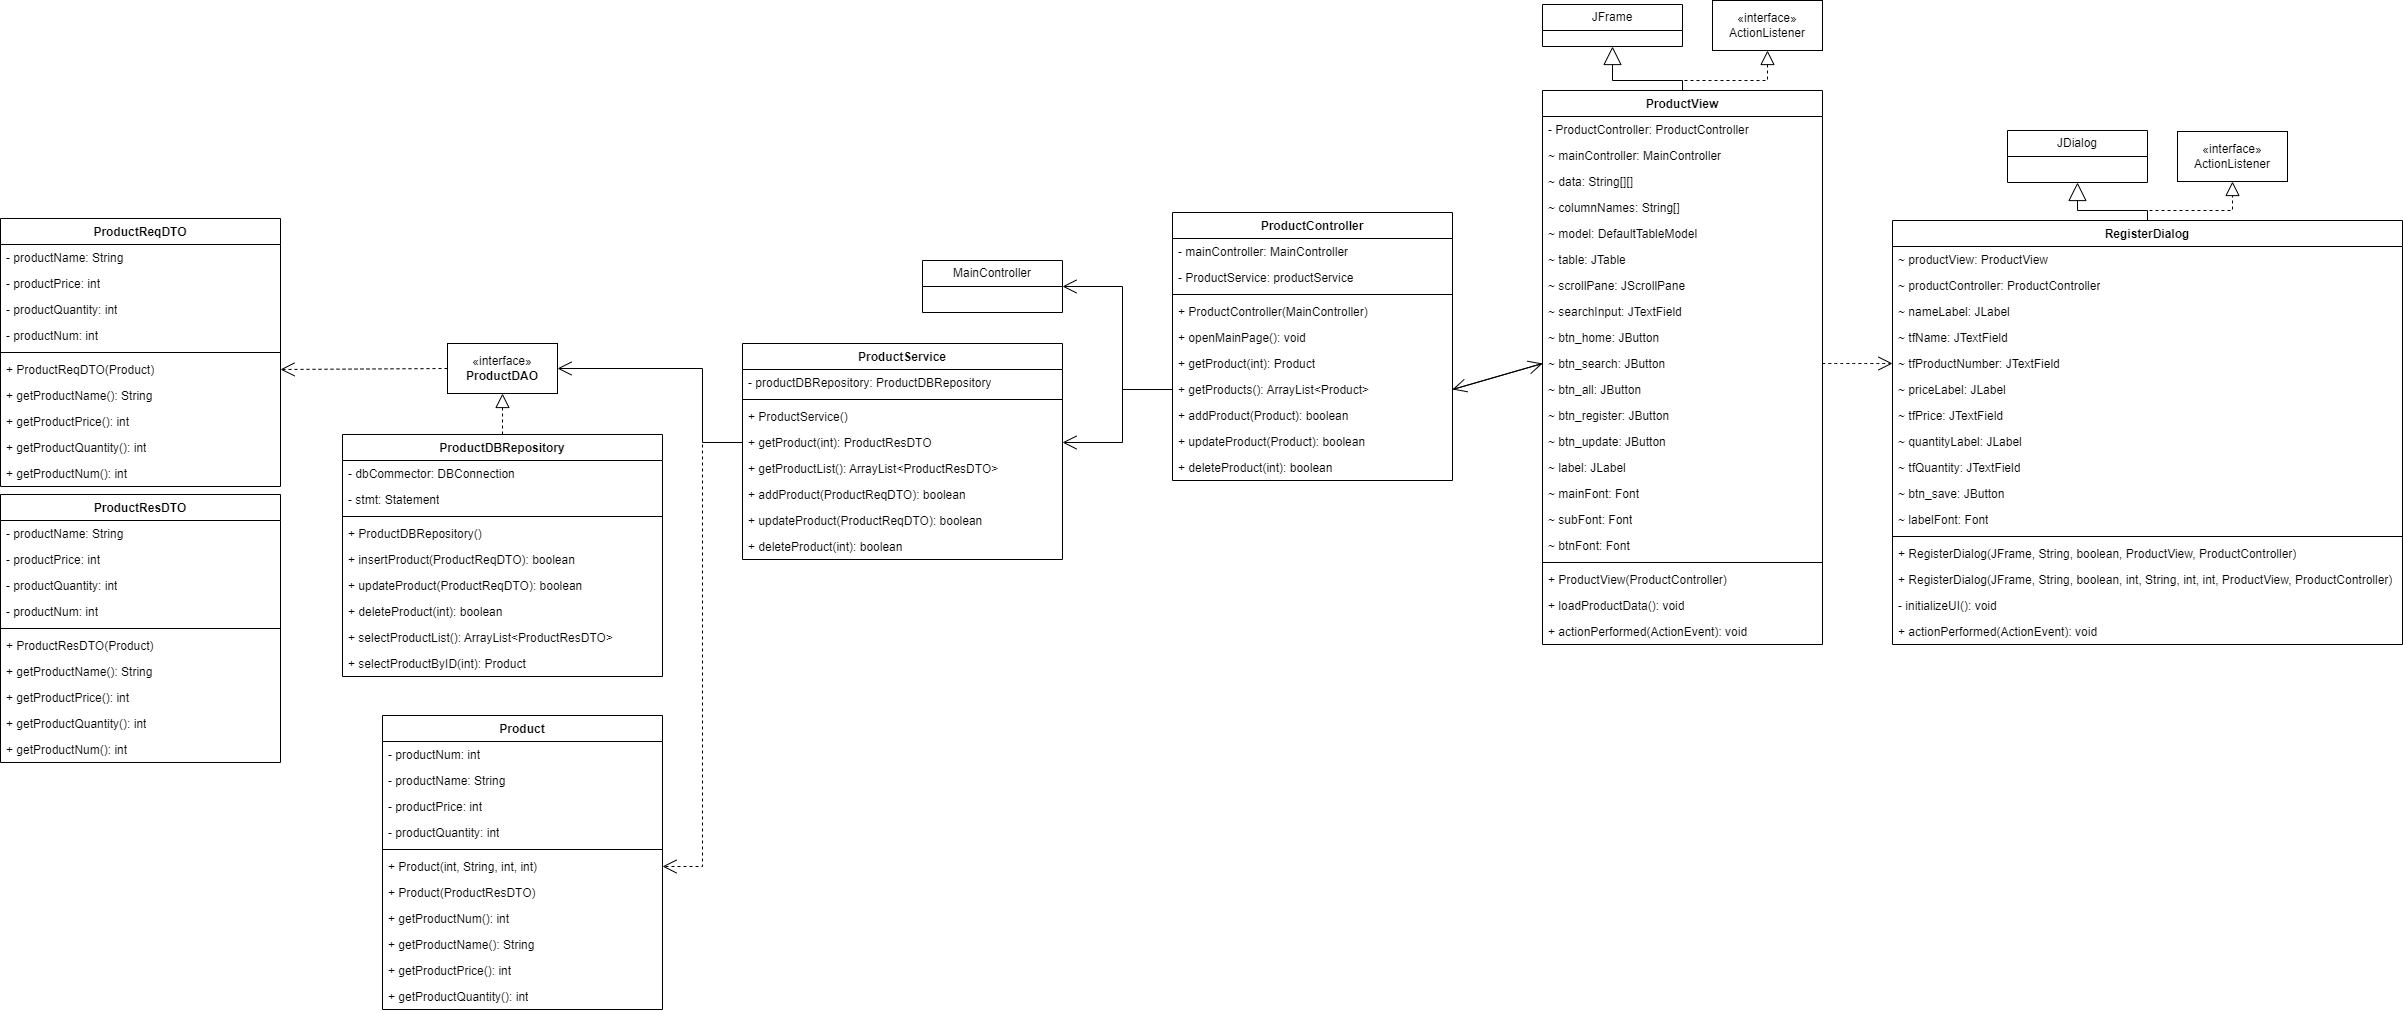 ProductReqDTO
- productName: String
- productPrice: int
- productQuantity: int
- productNum: int
+ ProductReqDTO(Product)
+ getProductName(): String
+ getProductPrice(): int
+ getProductQuantity(): int
+ getProductNum(): int
ProductResDTO
- productName: String
- productPrice: int
- productQuantity: int
- productNum: int
+ ProductResDTO(Product)
+ getProductName(): String
+ getProductPrice(): int
+ getProductQuantity(): int
+ getProductNum(): int
«interface»
ProductDAO
ProductDBRepository
- dbCommector: DBConnection
- stmt: Statement
+ ProductDBRepository()
+ insertProduct(ProductReqDTO): boolean
+ updateProduct(ProductReqDTO): boolean
+ deleteProduct(int): boolean
+ selectProductList(): ArrayList<ProductResDTO>
+ selectProductByID(int): Product
Product
- productNum: int
- productName: String
- productPrice: int
- productQuantity: int
+ Product(int, String, int, int)
+ Product(ProductResDTO)
+ getProductNum(): int
+ getProductName(): String
+ getProductPrice(): int
+ getProductQuantity(): int
MainController
ProductService
- productDBRepository: ProductDBRepository
+ ProductService()
+ getProduct(int): ProductResDTO
+ getProductList(): ArrayList<ProductResDTO>
+ addProduct(ProductReqDTO): boolean
+ updateProduct(ProductReqDTO): boolean
+ deleteProduct(int): boolean
ProductController
- mainController: MainController
- ProductService: productService
+ ProductController(MainController)
+ openMainPage(): void
+ getProduct(int): Product
+ getProducts(): ArrayList<Product>
+ addProduct(Product): boolean
+ updateProduct(Product): boolean
+ deleteProduct(int): boolean
JFrame
«interface»
ActionListener
ProductView
- ProductController: ProductController
~ mainController: MainController
~ data: String[][]
~ columnNames: String[]
~ model: DefaultTableModel
~ table: JTable
~ scrollPane: JScrollPane
~ searchInput: JTextField
~ btn_home: JButton
~ btn_search: JButton
~ btn_all: JButton
~ btn_register: JButton
~ btn_update: JButton
~ label: JLabel
~ mainFont: Font
~ subFont: Font
~ btnFont: Font
+ ProductView(ProductController)
+ loadProductData(): void
+ actionPerformed(ActionEvent): void
JDialog
«interface»
ActionListener
RegisterDialog
~ productView: ProductView
~ productController: ProductController
~ nameLabel: JLabel
~ tfName: JTextField
~ tfProductNumber: JTextField
~ priceLabel: JLabel
~ tfPrice: JTextField
~ quantityLabel: JLabel
~ tfQuantity: JTextField
~ btn_save: JButton
~ labelFont: Font
+ RegisterDialog(JFrame, String, boolean, ProductView, ProductController)
+ RegisterDialog(JFrame, String, boolean, int, String, int, int, ProductView, ProductController)
- initializeUI(): void
+ actionPerformed(ActionEvent): void